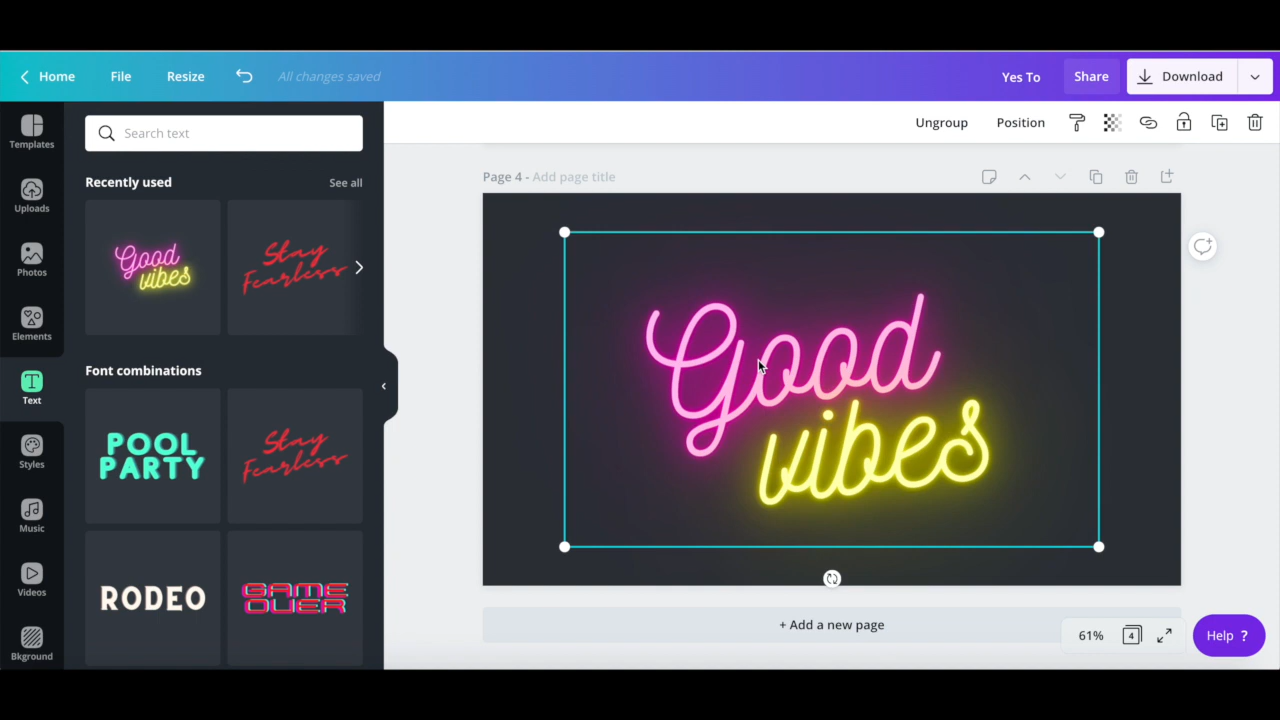 Home File Resize All changes saved Yes To Share Download
Templates
Uploads
Photos
Elements
Text
Styles
Music
Videos
Bkground
Search text
Recently used See all
Good
vibes
Stay
Fearless
Font combinations
POOL
PARTY
Stay
Fearless
RODEO
GAME
OVER
Ungroup Position
Page 4 - Add page title
Good
vibes
+ Add a new page
61% 4 Help ?